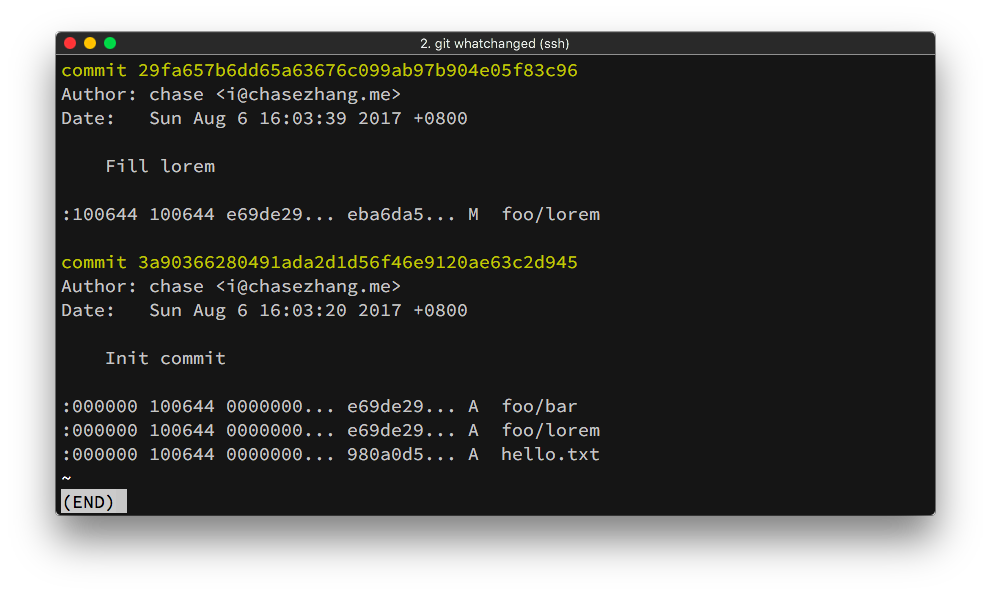 2. git whatchanged (ssh)
commit 29fa657b6dd65a63676c099ab97b904e05f83c96
Author: chase <i@chasezhang.me>
Date:   Sun Aug 6 16:03:39 2017 +0800
    Fill lorem
:100644 100644 e69de29... eba6da5... M  foo/lorem
commit 3a90366280491ada2d1d56f46e9120ae63c2d945
Author: chase <i@chasezhang.me>
Date:   Sun Aug 6 16:03:20 2017 +0800
    Init commit
:000000 100644 0000000... e69de29... A  foo/bar
:000000 100644 0000000... e69de29... A  foo/lorem
:000000 100644 0000000... 980a0d5... A  hello.txt
~
(END)